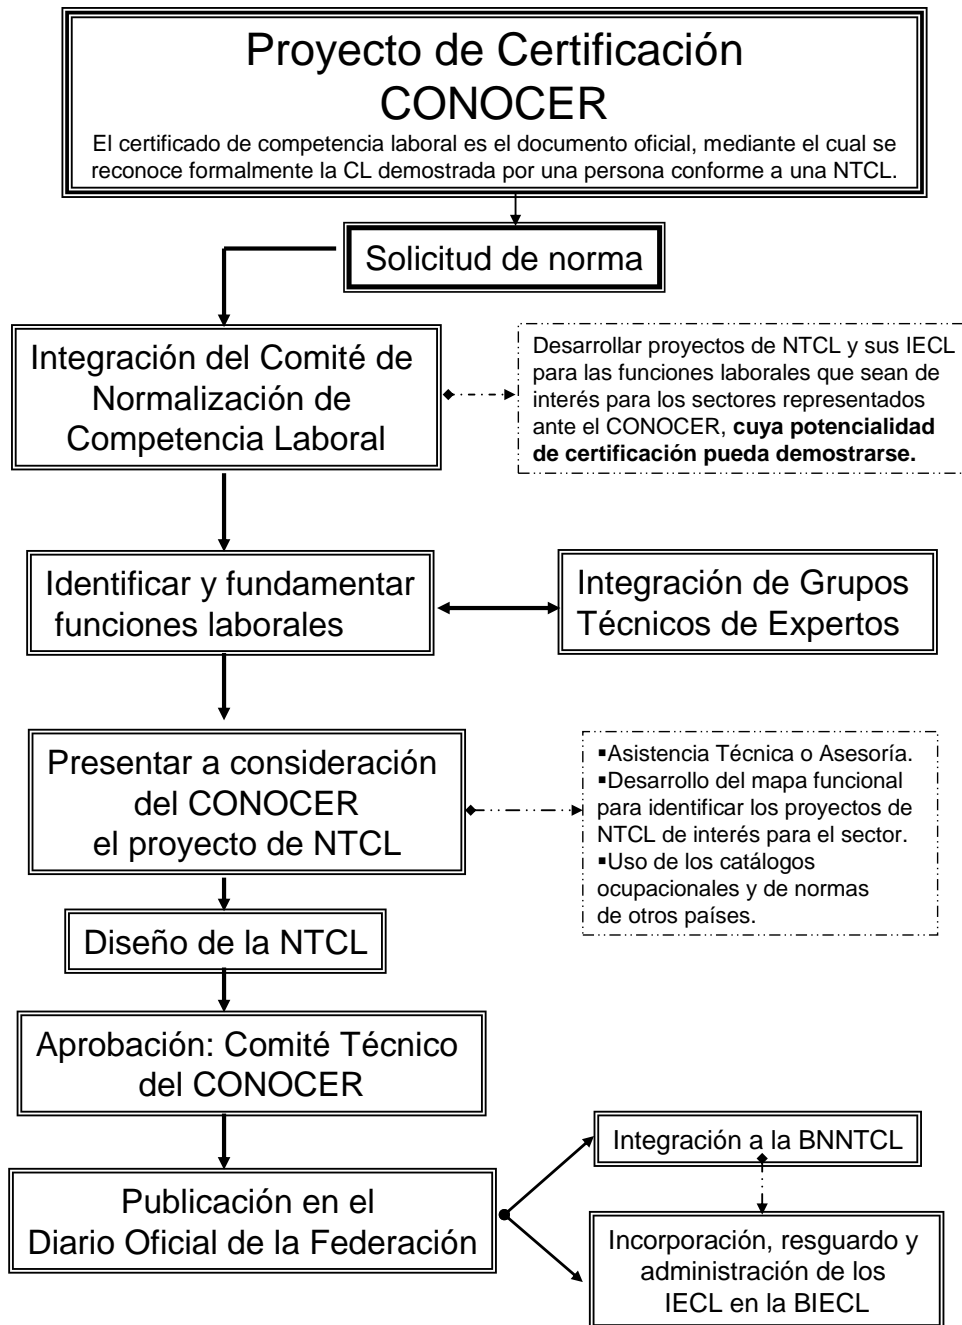 Proyecto de Certificación
CONOCER
El certificado de competencia laboral es el documento oficial, mediante el cual se
reconoce formalmente la CL demostrada por una persona conforme a una NTCL.
Solicitud de norma
Integración del Comité de
Normalización de
Competencia Laboral
Desarrollar proyectos de NTCL y sus IECL
para las funciones laborales que sean de
interés para los sectores representados
ante el CONOCER, cuya potencialidad
de certificación pueda demostrarse.
Identificar y fundamentar
funciones laborales
Integración de Grupos
Técnicos de Expertos
Presentar a consideración
del CONOCER
el proyecto de NTCL
▪Asistencia Técnica o Asesoría.
▪Desarrollo del mapa funcional
para identificar los proyectos de
NTCL de interés para el sector.
▪Uso de los catálogos
ocupacionales y de normas
de otros países.
Diseño de la NTCL
Aprobación: Comité Técnico
del CONOCER
Publicación en el
Diario Oficial de la Federación
Integración a la BNNTCL
Incorporación, resguardo y
administración de los
IECL en la BIECL